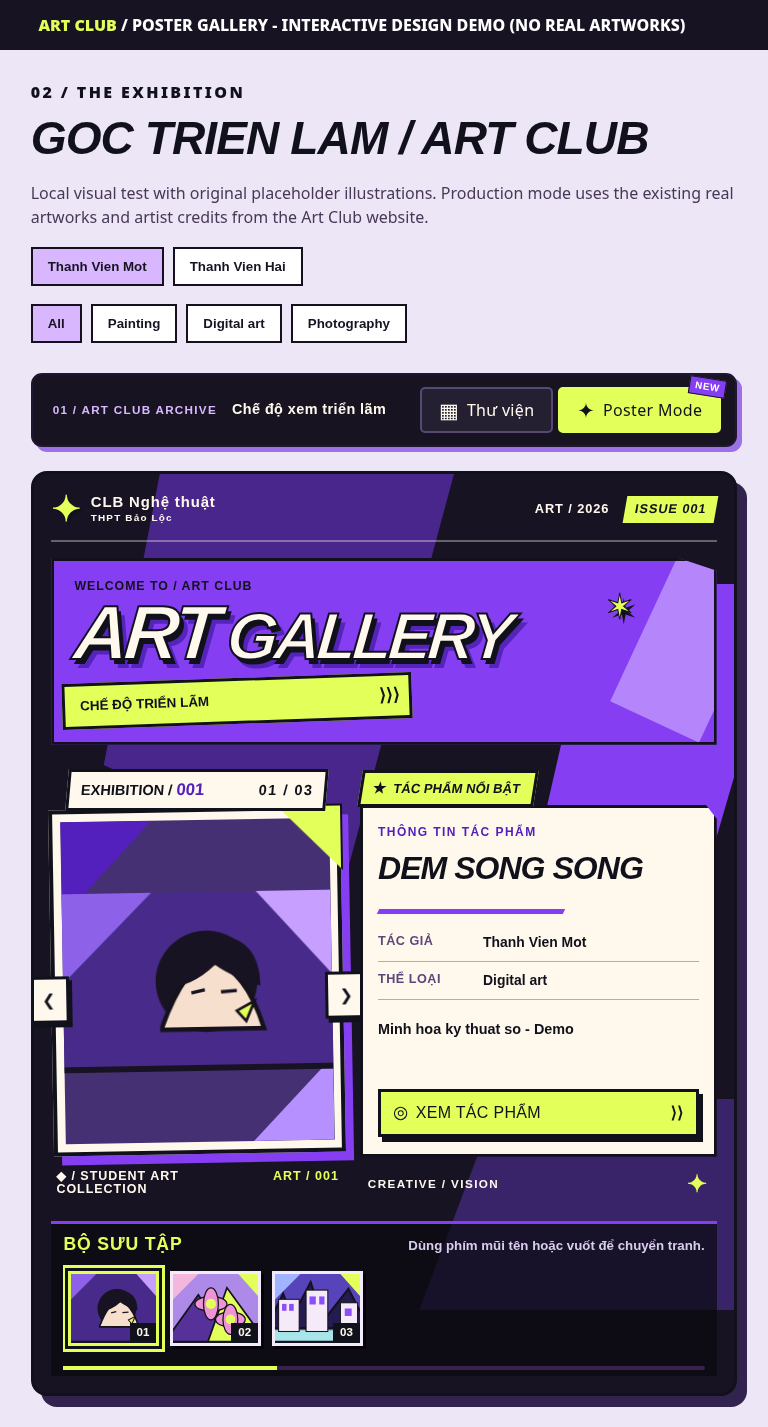 ART CLUB / POSTER GALLERY - INTERACTIVE DESIGN DEMO (NO REAL ARTWORKS)
02 / THE EXHIBITION
GOC TRIEN LAM / ART CLUB
Local visual test with original placeholder illustrations. Production mode uses the existing real
artworks and artist credits from the Art Club website.
Thanh Vien Mot Thanh Vien Hai
All Painting Digital art Photography
NEW
01 / ART CLUB ARCHIVE Chế độ xem triển lãm ▦ Thư viện ✦ Poster Mode
✦ CLB Nghệ thuật
THPT Bảo Lộc
ART / 2026 ISSUE 001
WELCOME TO / ART CLUB
ART GALLERY
CHẾ ĐỘ TRIỂN LÃM ⟩⟩⟩
EXHIBITION / 001 01 / 03
★ TÁC PHẨM NỔI BẬT
THÔNG TIN TÁC PHẨM
DEM SONG SONG
TÁC GIẢ Thanh Vien Mot
THỂ LOẠI Digital art
Minh hoa ky thuat so - Demo
❮ ❯
◎ XEM TÁC PHẨM ⟩⟩
◆ / STUDENT ART
COLLECTION
ART / 001
CREATIVE / VISION ✦
BỘ SƯU TẬP
Dùng phím mũi tên hoặc vuốt để chuyển tranh.
01 02 03